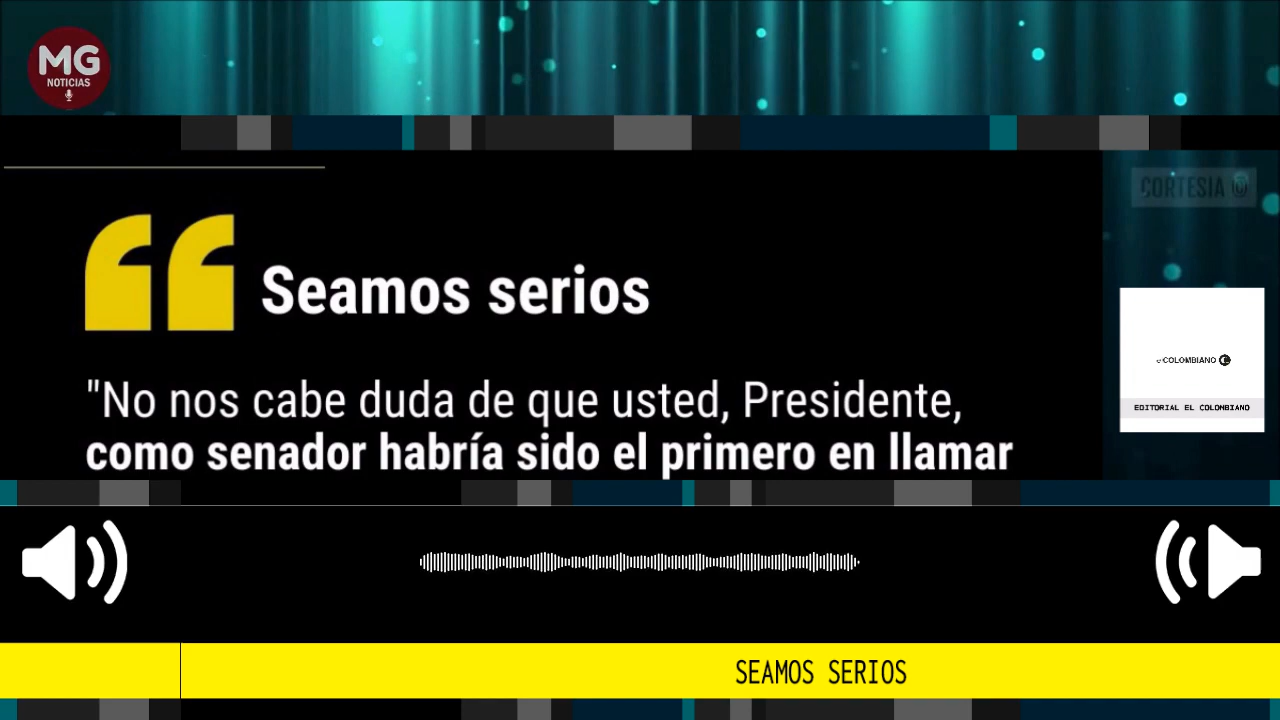 MG
NOTICIAS
CORTESIA
Seamos serios
"No nos cabe duda de que usted, Presidente,
como senador habría sido el primero en llamar
el COLOMBIANO
EDITORIAL EL COLOMBIANO
SEAMOS SERIOS